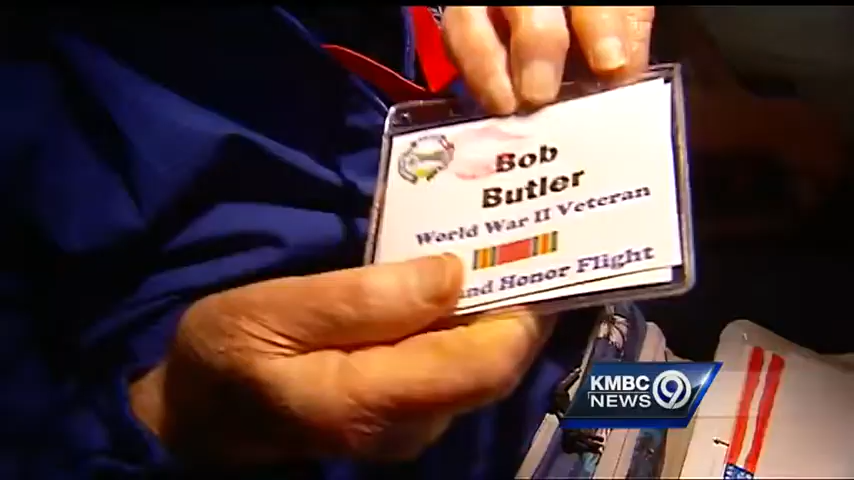 Bob
Butler
World War II Veteran
Honor Flight
KMBC 9
NEWS